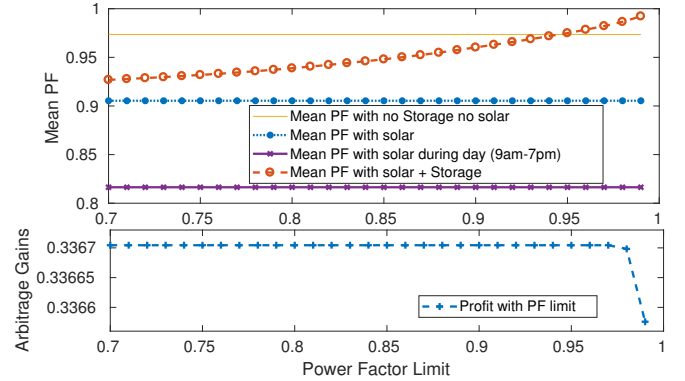 1
0.95
0.9
0.85
0.8
Mean PF
Mean PF with no Storage no solar
Mean PF with solar
Mean PF with solar during day (9am-7pm)
Mean PF with solar + Storage
0.7 0.75 0.8 0.85 0.9 0.95 1
0.3367
0.33665
0.3366
Arbitrage Gains
Profit with PF limit
0.7 0.75 0.8 0.85 0.9 0.95 1
Power Factor Limit